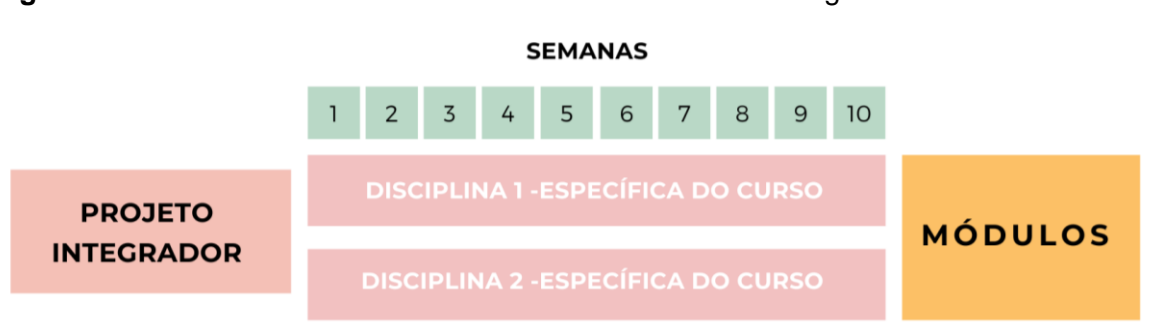 SEMANAS
1 2 3 4 5 6 7 8 9 10
DISCIPLINA 1 -ESPECÍFICA DO CURSO
PROJETO
INTEGRADOR
MÓDULOS
DISCIPLINA 2 -ESPECÍFICA DO CURSO